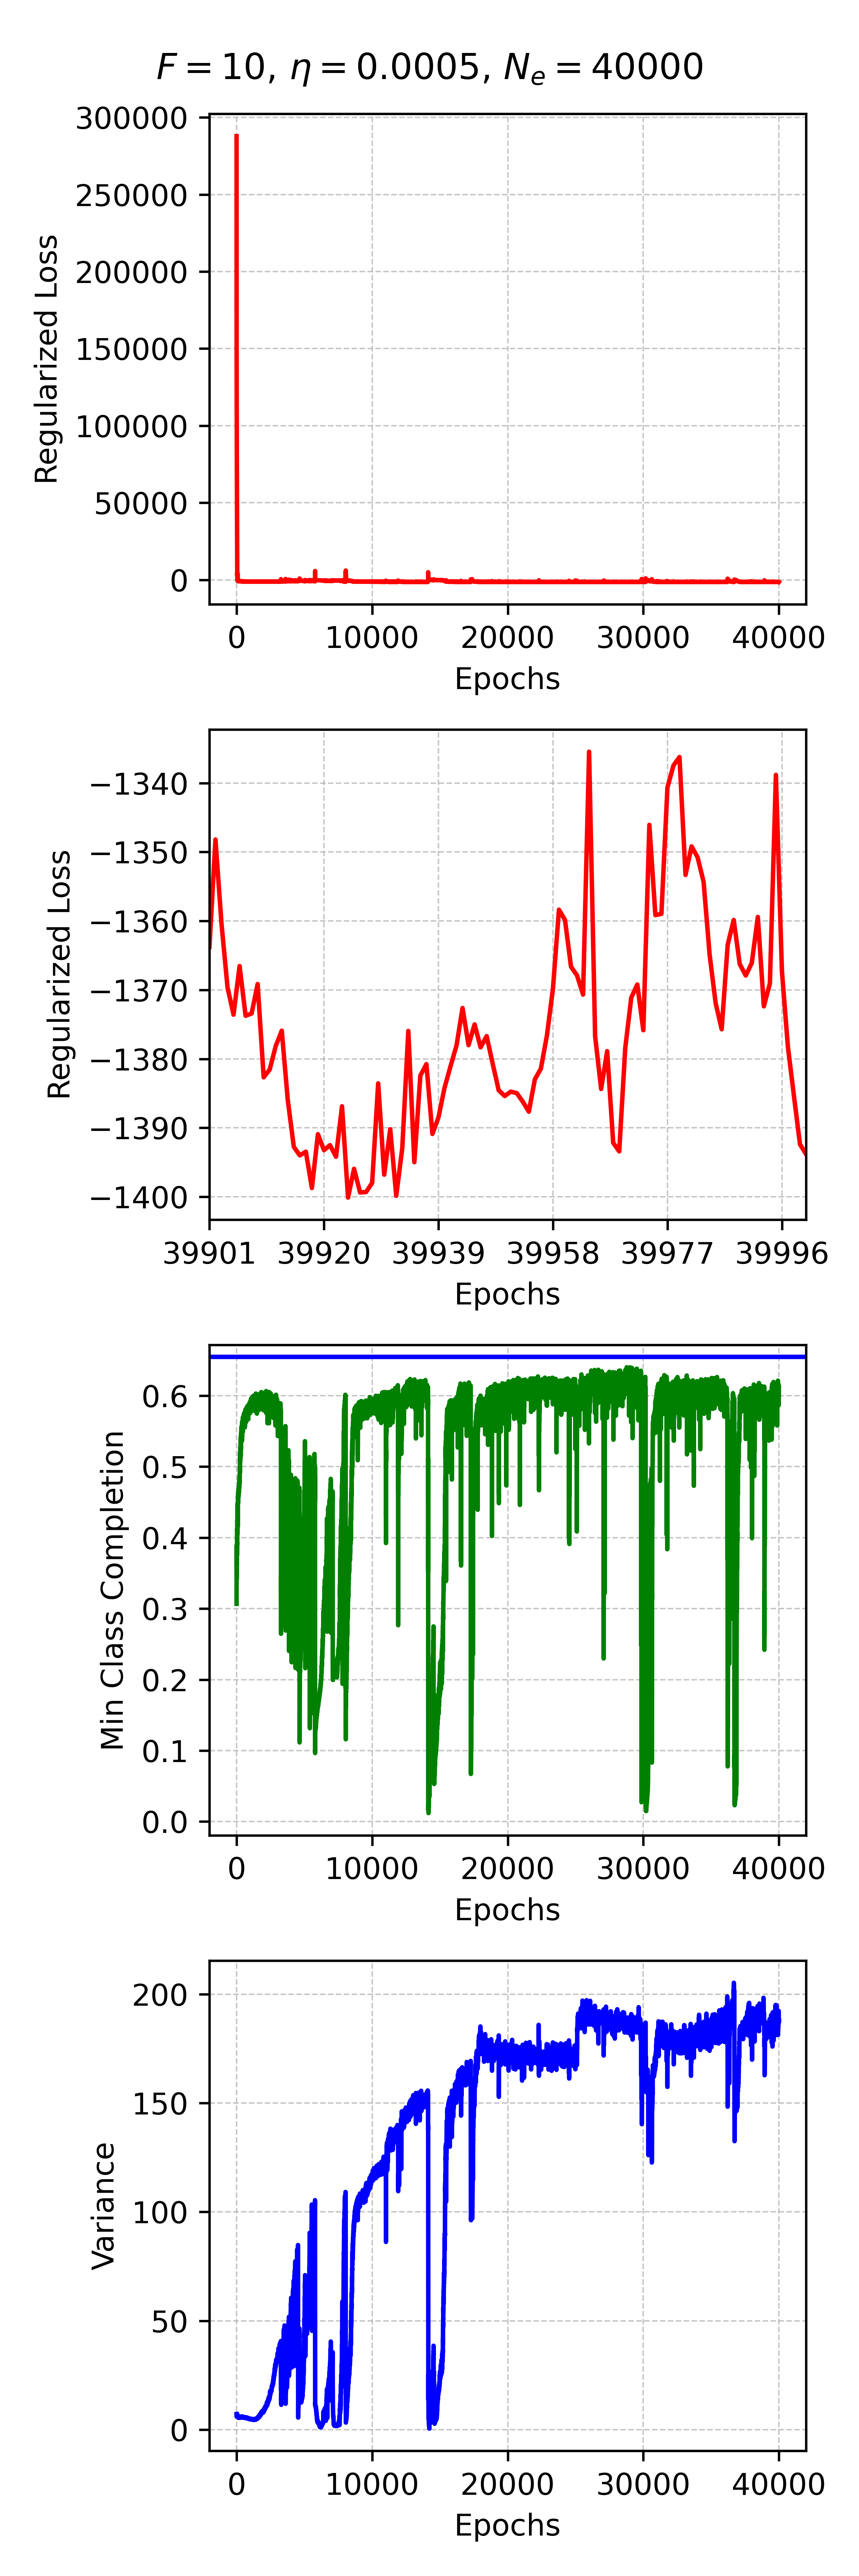 F = 10, η = 0.0005, Nₑ = 40000
300000
250000
200000
150000
100000
50000
0
Regularized Loss
0 10000 20000 30000 40000
Epochs
−1340
−1350
−1360
−1370
−1380
−1390
−1400
Regularized Loss
39901 39920 39939 39958 39977 39996
Epochs
0.6
0.5
0.4
0.3
0.2
0.1
0.0
Min Class Completion
0 10000 20000 30000 40000
Epochs
200
150
100
50
0
Variance
0 10000 20000 30000 40000
Epochs